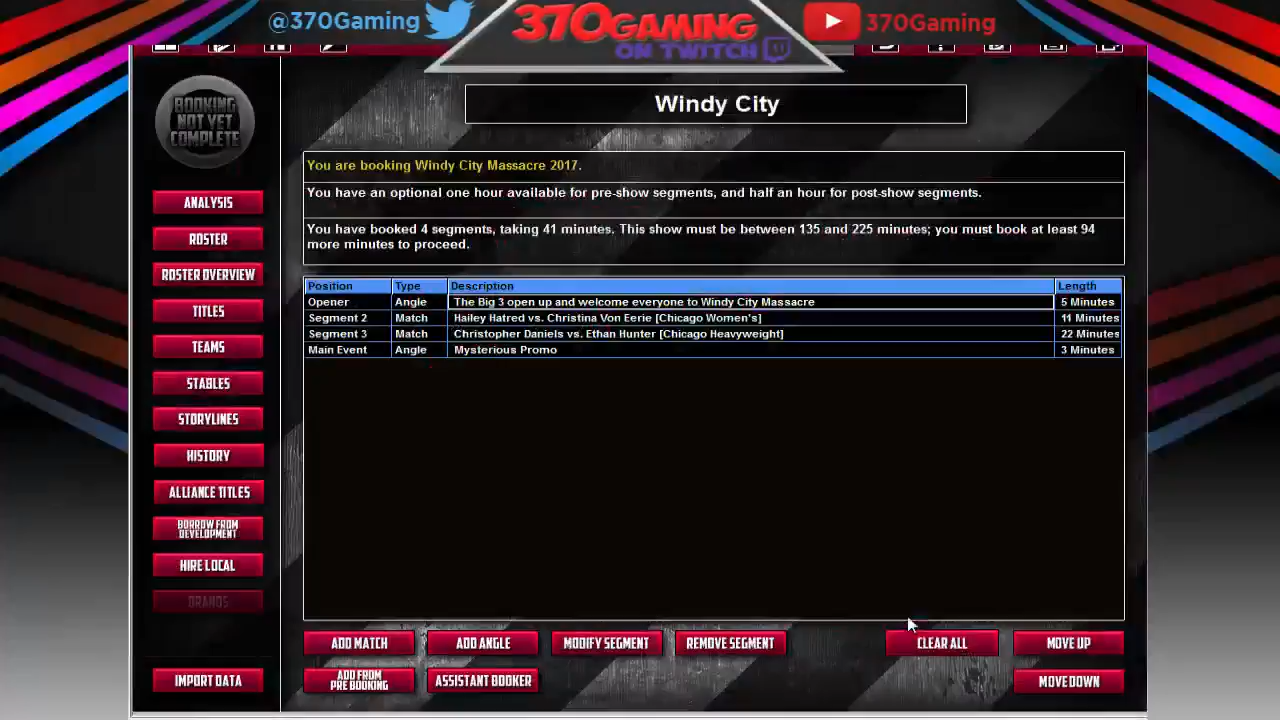 @370Gaming
370GAMING
ON TWITCH
370GAMING
BOOKING
NOT YET
COMPLETE
Windy City
You are booking Windy City Massacre 2017.
You have an optional one hour available for pre-show segments, and half an hour for post-show segments.
You have booked 4 segments, taking 41 minutes. This show must be between 135 and 225 minutes; you must book at least 94
more minutes to proceed.
Position Type Description Length
Opener Angle The Big 3 open up and welcome everyone to Windy City Massacre 5 Minutes
Segment 2 Match Hailey Hatred vs. Christina Von Eerie [Chicago Women's] 11 Minutes
Segment 3 Match Christopher Daniels vs. Ethan Hunter [Chicago Heavyweight] 22 Minutes
Main Event Angle Mysterious Promo 3 Minutes
ANALYSIS
ROSTER
ROSTER OVERVIEW
TITLES
TEAMS
STABLES
STORYLINES
HISTORY
ALLIANCE TITLES
BORROW FROM
DEVELOPMENT
HIRE LOCAL
BRANDS
IMPORT DATA
ADD MATCH ADD ANGLE MODIFY SEGMENT REMOVE SEGMENT CLEAR ALL MOVE UP
ADD FROM
PRE BOOKING
ASSISTANT BOOKER MOVE DOWN